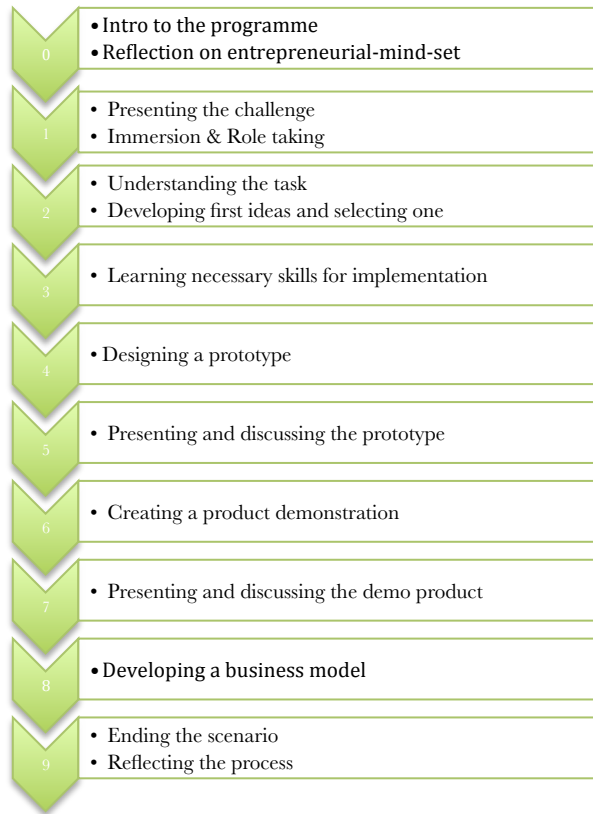 0
• Intro to the programme
• Reflection on entrepreneurial-mind-set
1
• Presenting the challenge
• Immersion & Role taking
2
• Understanding the task
• Developing first ideas and selecting one
3
• Learning necessary skills for implementation
4
• Designing a prototype
5
• Presenting and discussing the prototype
6
• Creating a product demonstration
7
• Presenting and discussing the demo product
8
• Developing a business model
9
• Ending the scenario
• Reflecting the process